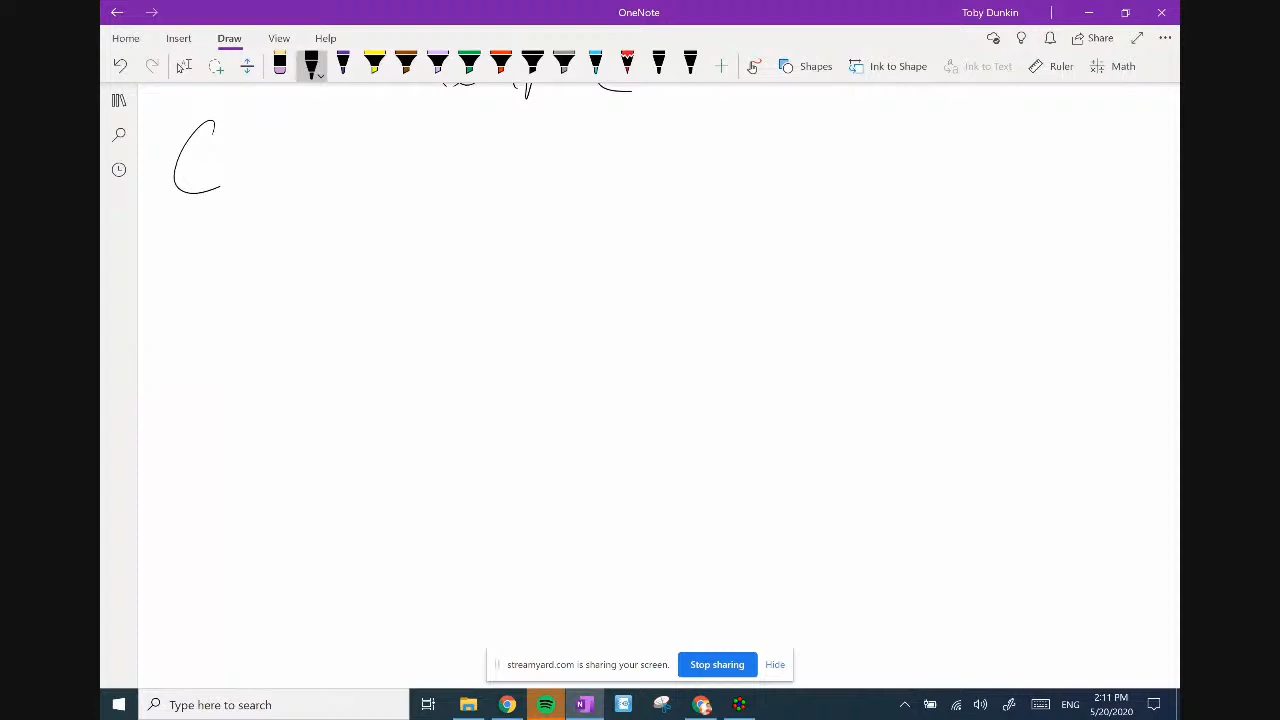 OneNote
Toby Dunkin
Home Insert Draw View Help
Share
Shapes Ink to Shape Ink to Text Ruler Math
C
streamyard.com is sharing your screen. Stop sharing Hide
Type here to search
ENG
2:11 PM
5/20/2020